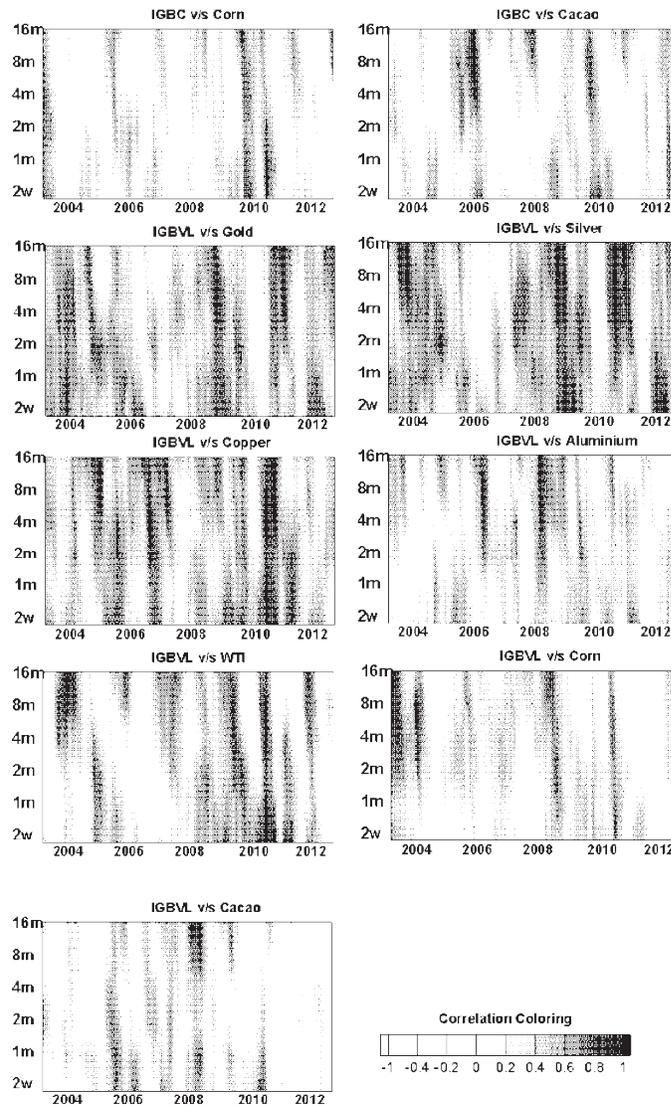 IGBC v/s Corn
16m
8m
4m
2m
1m
2w
2004 2006 2008 2010 2012
IGBC v/s Cacao
16m
8m
4m
2m
1m
2w
2004 2006 2008 2010 2012
IGBVL v/s Gold
16m
8m
4m
2m
1m
2w
2004 2006 2008 2010 2012
IGBVL v/s Silver
16m
8m
4m
2m
1m
2w
2004 2006 2008 2010 2012
IGBVL v/s Copper
16m
8m
4m
2m
1m
2w
2004 2006 2008 2010 2012
IGBVL v/s Aluminium
16m
8m
4m
2m
1m
2w
2004 2006 2008 2010 2012
IGBVL v/s WTI
16m
8m
4m
2m
1m
2w
2004 2006 2008 2010 2012
IGBVL v/s Corn
16m
8m
4m
2m
1m
2w
2004 2006 2008 2010 2012
IGBVL v/s Cacao
16m
8m
4m
2m
1m
2w
2004 2006 2008 2010 2012
Correlation Coloring
-1 -0.4 -0.2 0 0.2 0.4 0.6 0.8 1